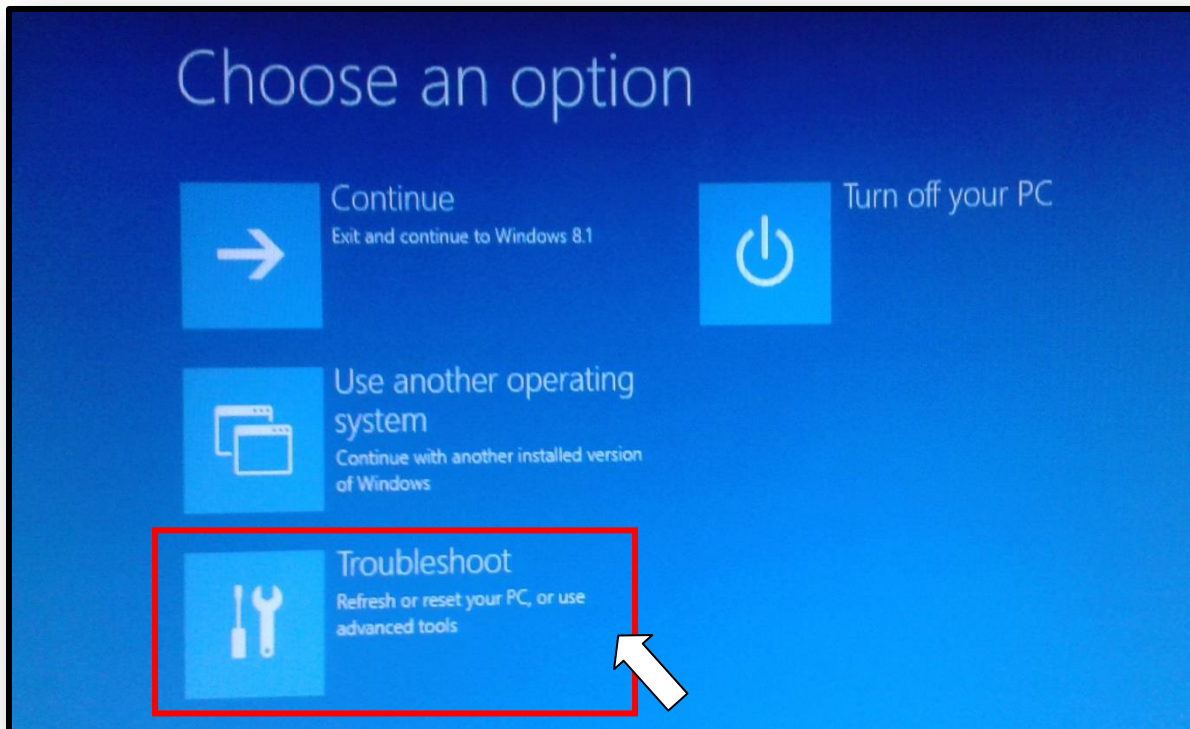 Choose an option
Continue
Exit and continue to Windows 8.1
Turn off your PC
Use another operating
system
Continue with another installed version
of Windows
Troubleshoot
Refresh or reset your PC, or use
advanced tools